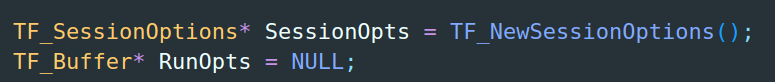 TF_SessionOptions* SessionOpts = TF_NewSessionOptions();
TF_Buffer* RunOpts = NULL;